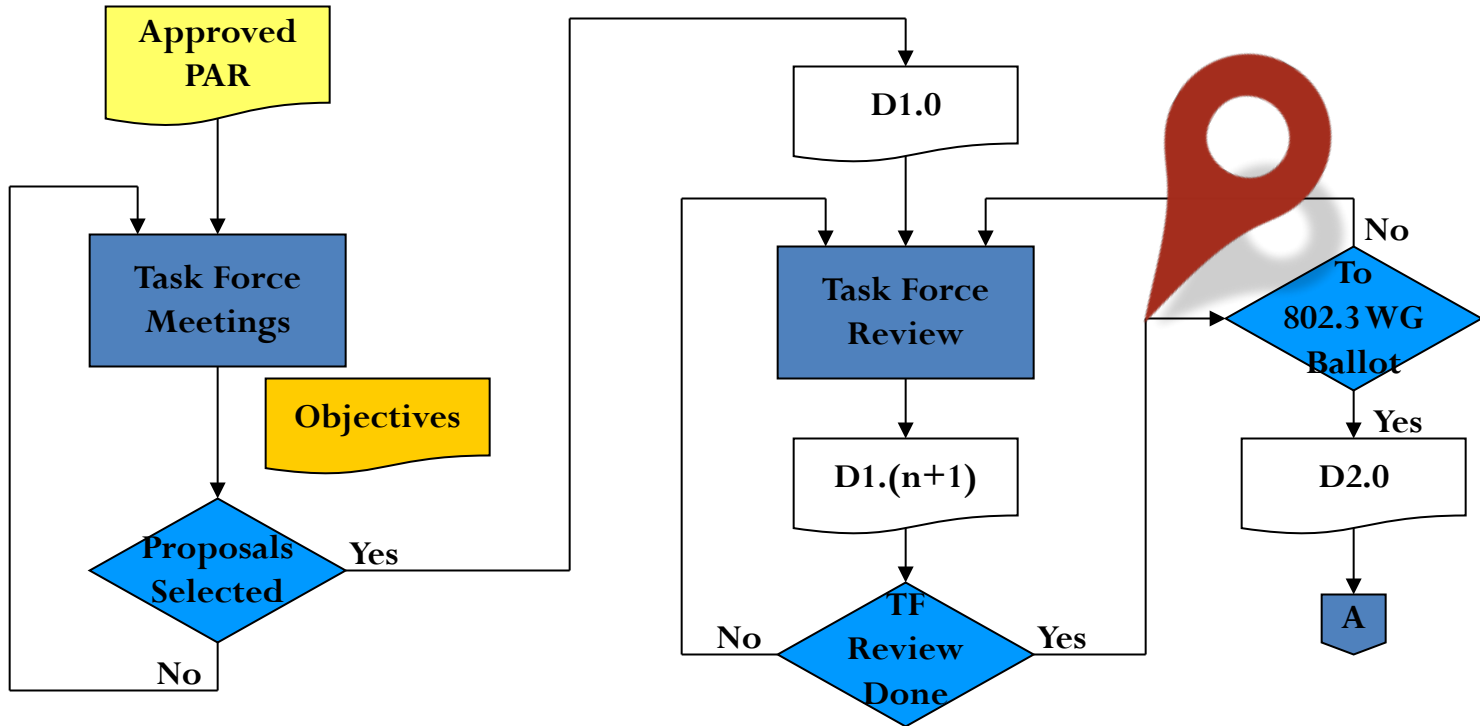 Approved
PAR
Task Force
Meetings
Objectives
Proposals
Selected
Yes
No
D1.0
Task Force
Review
D1.(n+1)
TF
Review
Done
No
Yes
To
802.3 WG
Ballot
No
Yes
D2.0
A